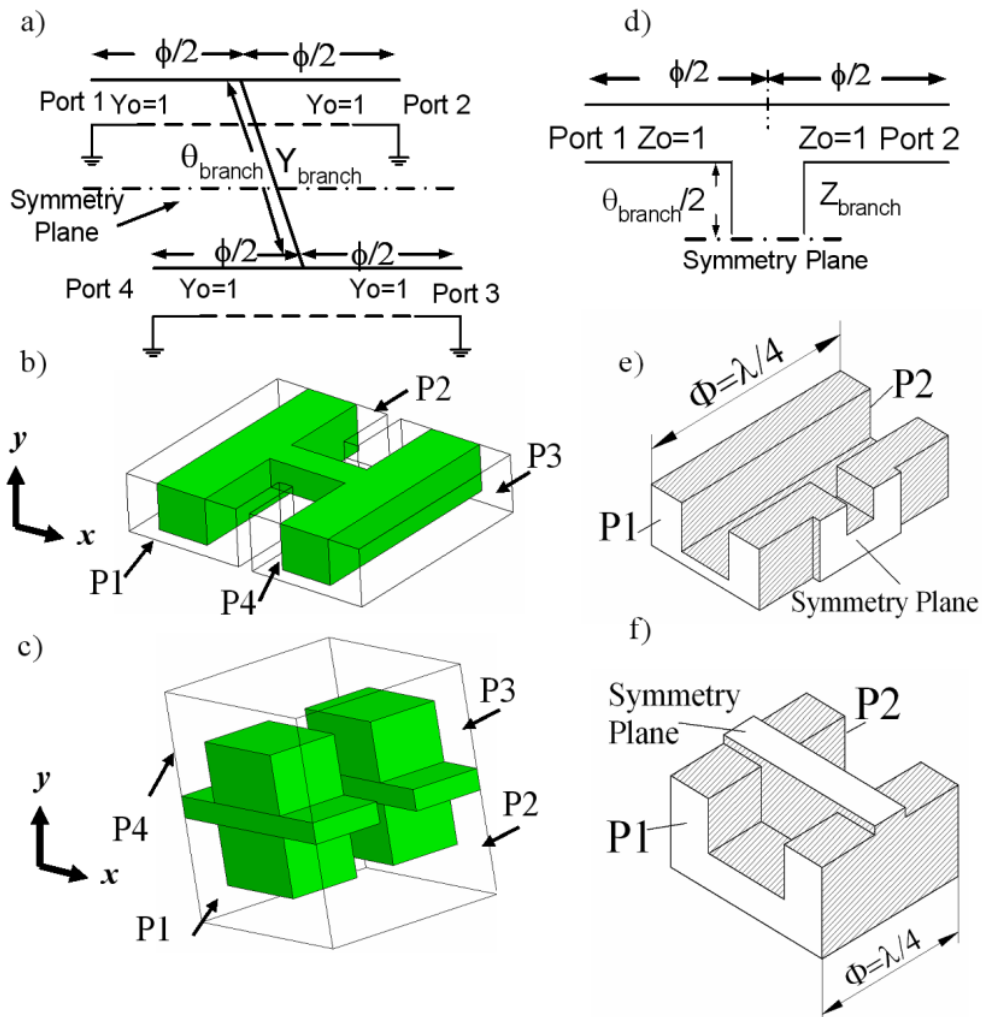 a)
ϕ/2 ϕ/2
Port 1 Yo=1 Yo=1 Port 2
θbranch Ybranch
Symmetry
Plane
ϕ/2 ϕ/2
Port 4 Yo=1 Yo=1 Port 3
b)
P2
P3
y
x
P1
P4
c)
P3
y
P4
P2
x
P1
d)
ϕ/2 ϕ/2
Port 1 Zo=1 Zo=1 Port 2
θbranch/2 Zbranch
Symmetry Plane
e)
Φ=λ/4
P2
P1
Symmetry Plane
f)
Symmetry
Plane
P2
P1
Φ=λ/4